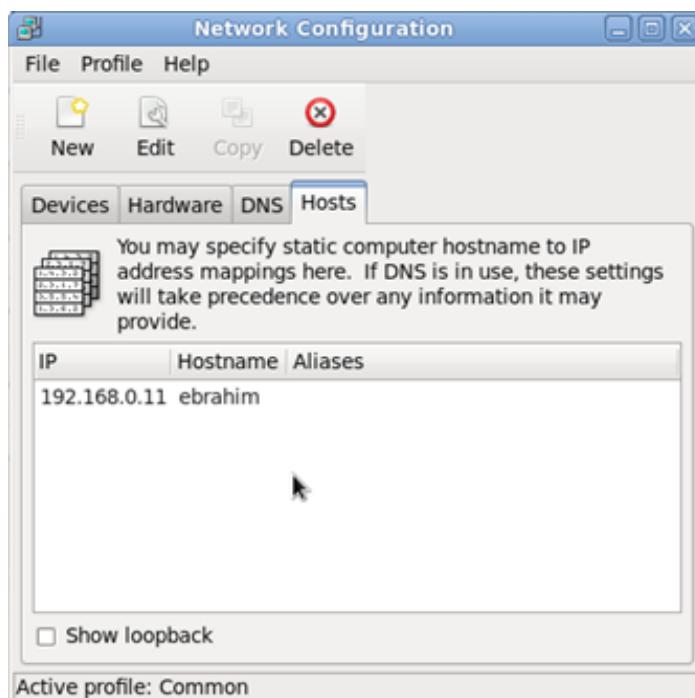 Network Configuration
File Profile Help
New Edit Copy Delete
Devices Hardware DNS Hosts
You may specify static computer hostname to IP
address mappings here. If DNS is in use, these settings
will take precedence over any information it may
provide.
IP Hostname Aliases
192.168.0.11 ebrahim
Show loopback
Active profile: Common